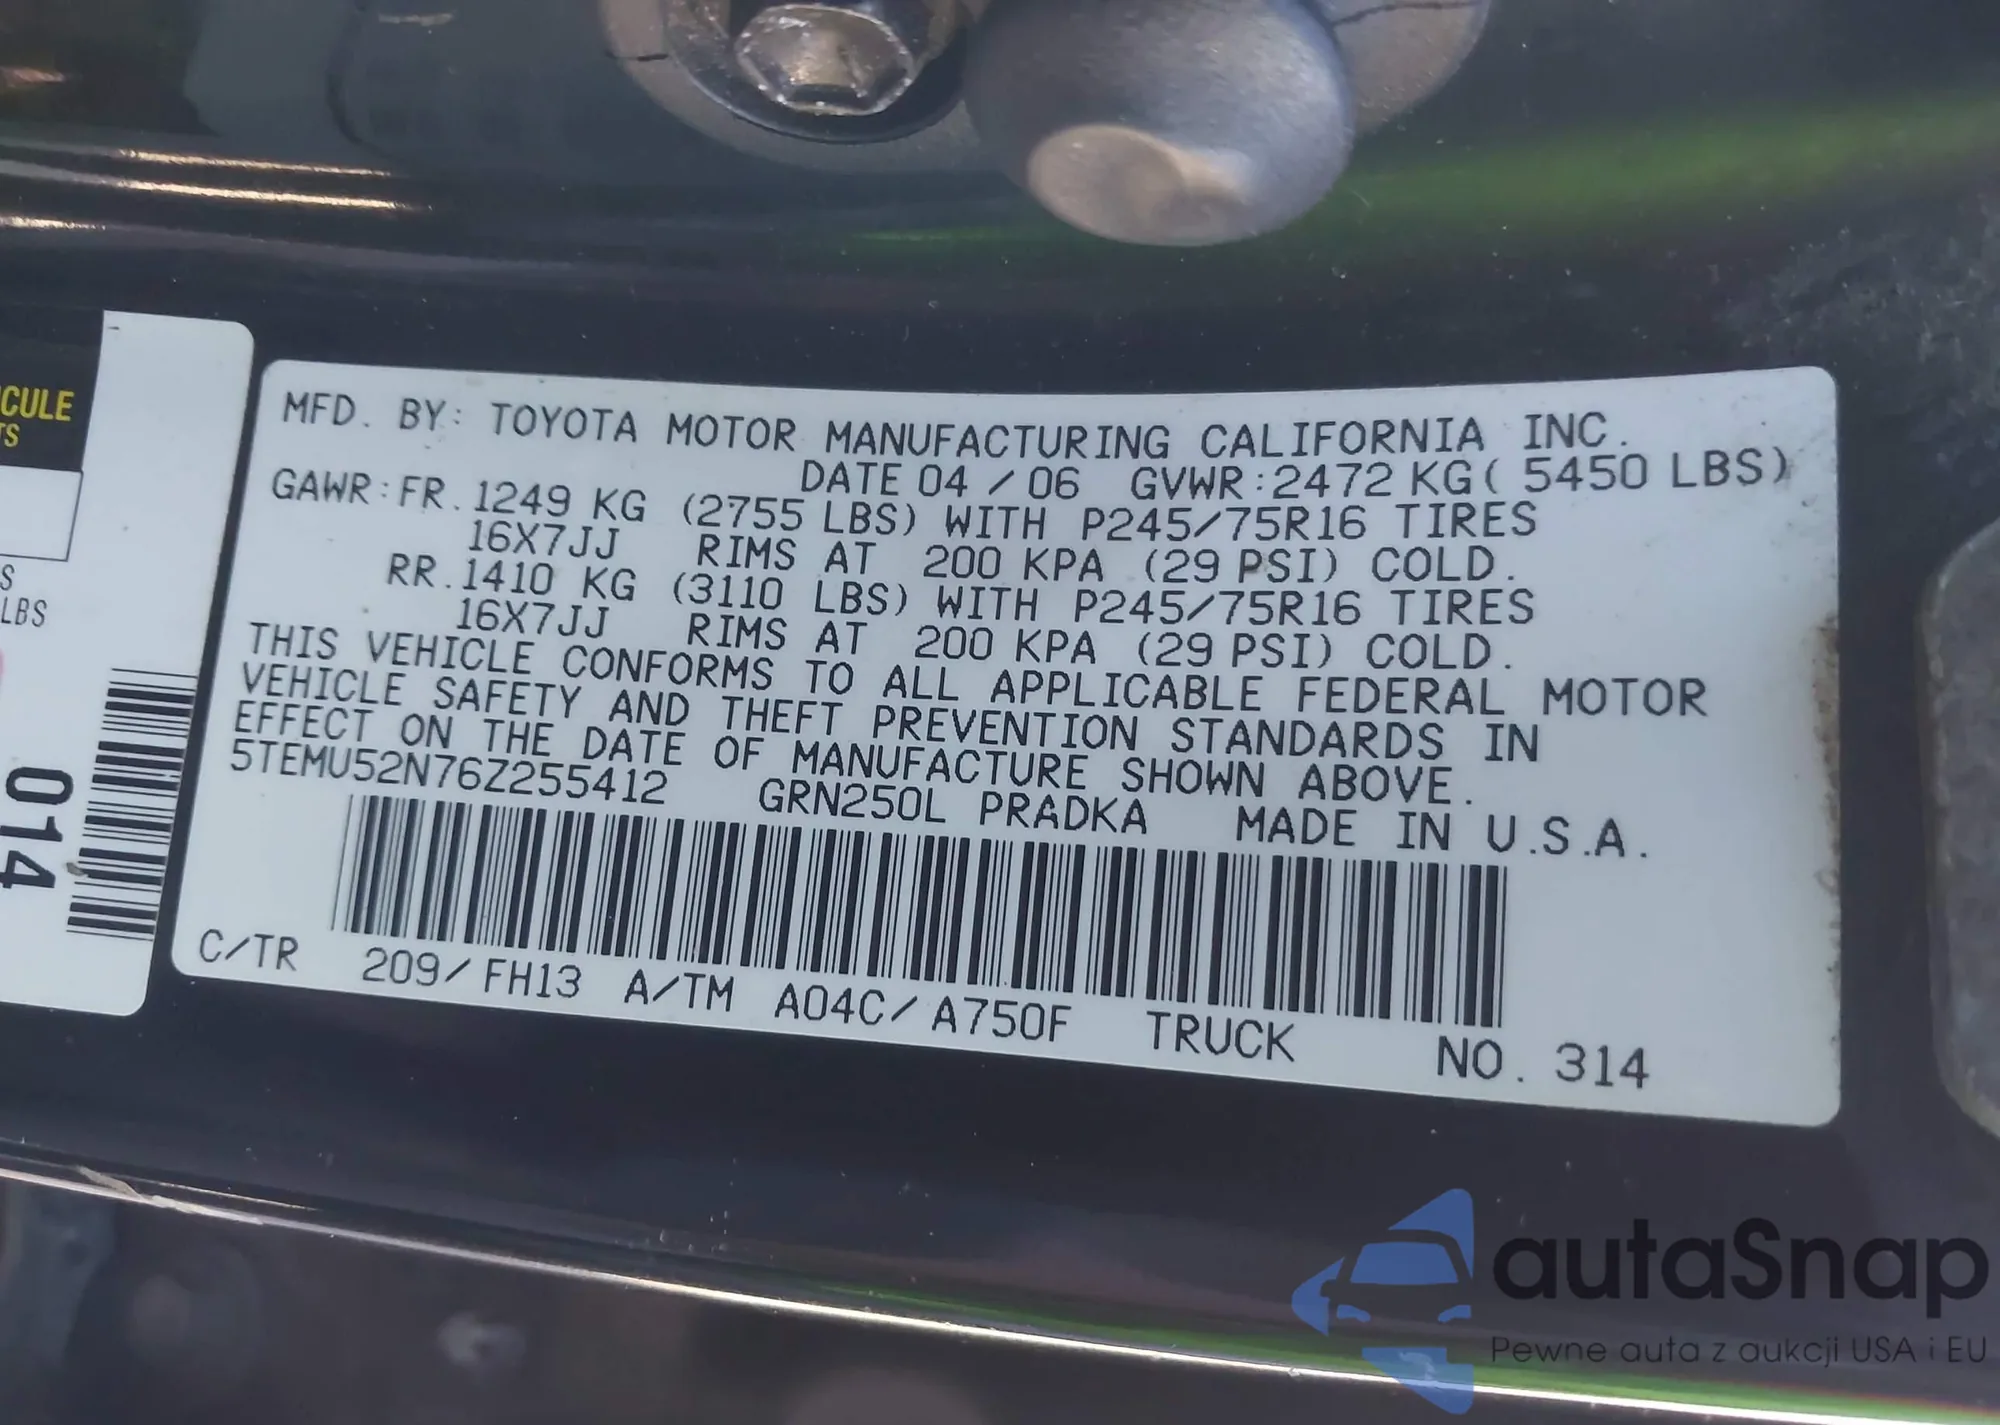 MFD. BY: TOYOTA MOTOR MANUFACTURING CALIFORNIA INC.
DATE 04 / 06 GVWR:2472 KG( 5450 LBS)
GAWR:FR.1249 KG (2755 LBS) WITH P245/75R16 TIRES
16X7JJ RIMS AT 200 KPA (29 PSI) COLD.
RR.1410 KG (3110 LBS) WITH P245/75R16 TIRES
16X7JJ RIMS AT 200 KPA (29 PSI) COLD.
THIS VEHICLE CONFORMS TO ALL APPLICABLE FEDERAL MOTOR
VEHICLE SAFETY AND THEFT PREVENTION STANDARDS IN
EFFECT ON THE DATE OF MANUFACTURE SHOWN ABOVE.
5TEMU52N76Z255412 GRN250L PRADKA MADE IN U.S.A.
C/TR 209/FH13 A/TM A04C/A750F TRUCK NO. 314
CULE
TS
S
LBS
014
autaSnap
Pewne auta z aukcji USA i EU